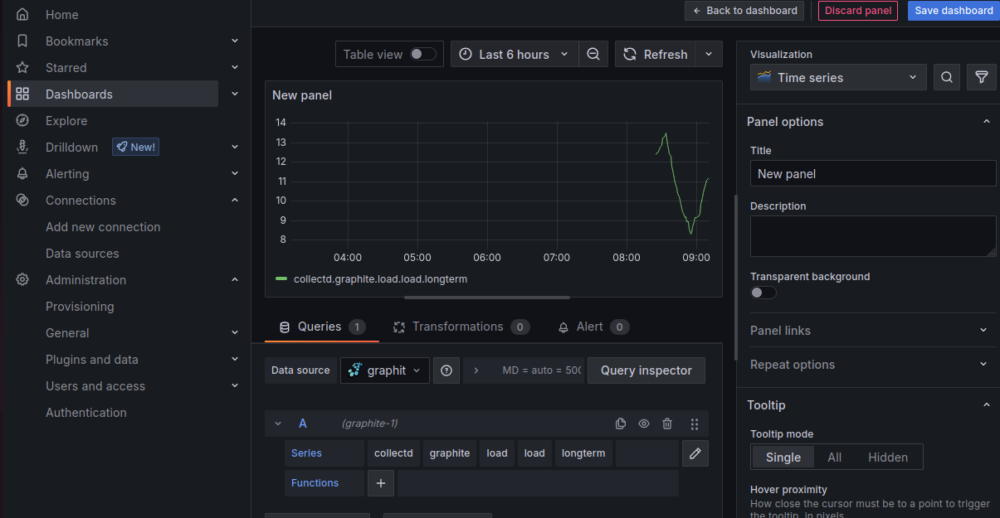 Home
Bookmarks
Starred
Dashboards
Explore
Drilldown New!
Alerting
Connections
Add new connection
Data sources
Administration
Provisioning
General
Plugins and data
Users and access
Authentication
Back to dashboard Discard panel Save dashboard
Table view Last 6 hours Refresh
New panel
14
13
12
11
10
9
8
04:00 05:00 06:00 07:00 08:00 09:00
collectd.graphite.load.load.longterm
Queries 1 Transformations 0 Alert 0
Data source graphit MD = auto = 500 Query inspector
A (graphite-1)
Series collectd graphite load load longterm
Functions +
Visualization
Time series
Panel options
Title
New panel
Description
Transparent background
Panel links
Repeat options
Tooltip
Tooltip mode
Single All Hidden
Hover proximity
How close the cursor must be to a point to trigger
the tooltip, in pixels